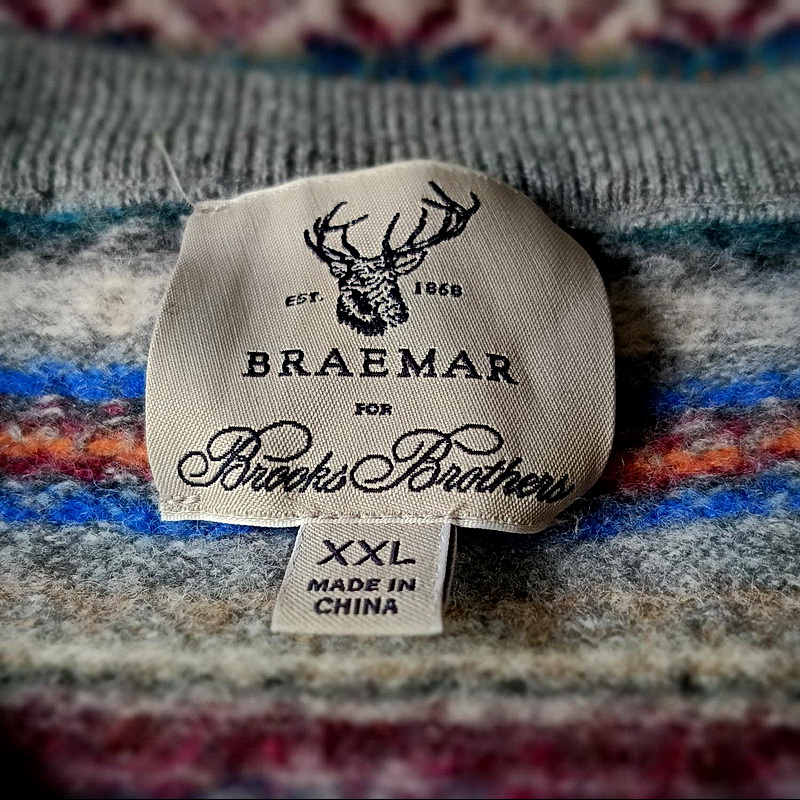 EST. 1868
BRAEMAR
FOR
Brooks Brothers
XXL
MADE IN
CHINA